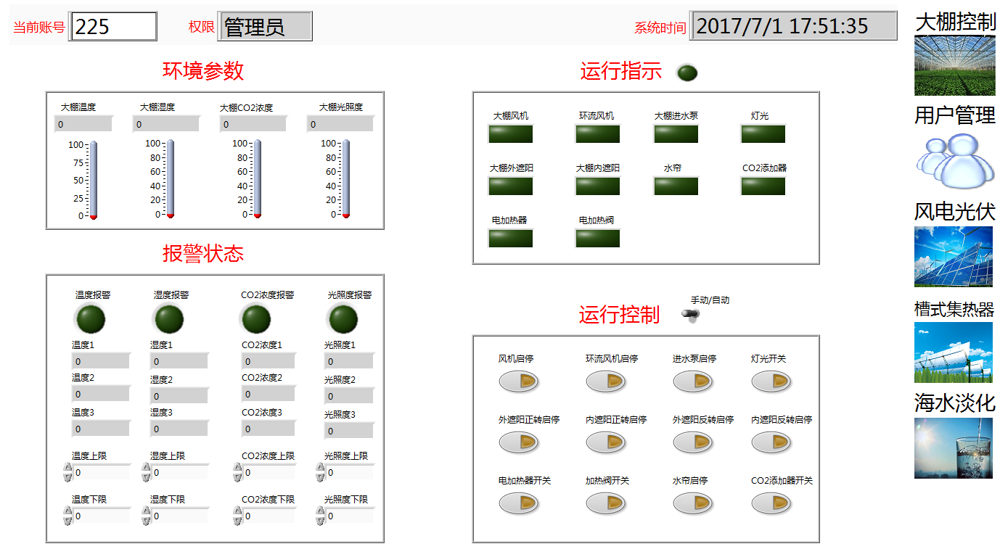 当前账号 225 权限 管理员 系统时间 2017/7/1 17:51:35
大棚控制
用户管理
风电光伏
槽式集热器
海水淡化
环境参数
大棚温度 大棚湿度 大棚CO2浓度 大棚光照度
0 0 0 0
100 100 100 100
75 80 80 80
50 60 60 60
25 40 40 40
0 20 20 20
0 0 0
报警状态
温度报警 湿度报警 CO2浓度报警 光照度报警
温度1 湿度1 CO2浓度1 光照度1
0 0 0 0
温度2 湿度2 CO2浓度2 光照度2
0 0 0 0
温度3 湿度3 CO2浓度3 光照度3
0 0 0 0
温度上限 湿度上限 CO2浓度上限 光照度上限
0 0 0 0
温度下限 湿度下限 CO2浓度下限 光照度下限
0 0 0 0
运行指示
大棚风机 环流风机 大棚进水泵 灯光
大棚外遮阳 大棚内遮阳 水帘 CO2添加器
电加热器 电加热阀
运行控制 手动/自动
风机启停 环流风机启停 进水泵启停 灯光开关
外遮阳正转启停 内遮阳正转启停 外遮阳反转启停 内遮阳反转启停
电加热器开关 加热阀开关 水帘启停 CO2添加器开关